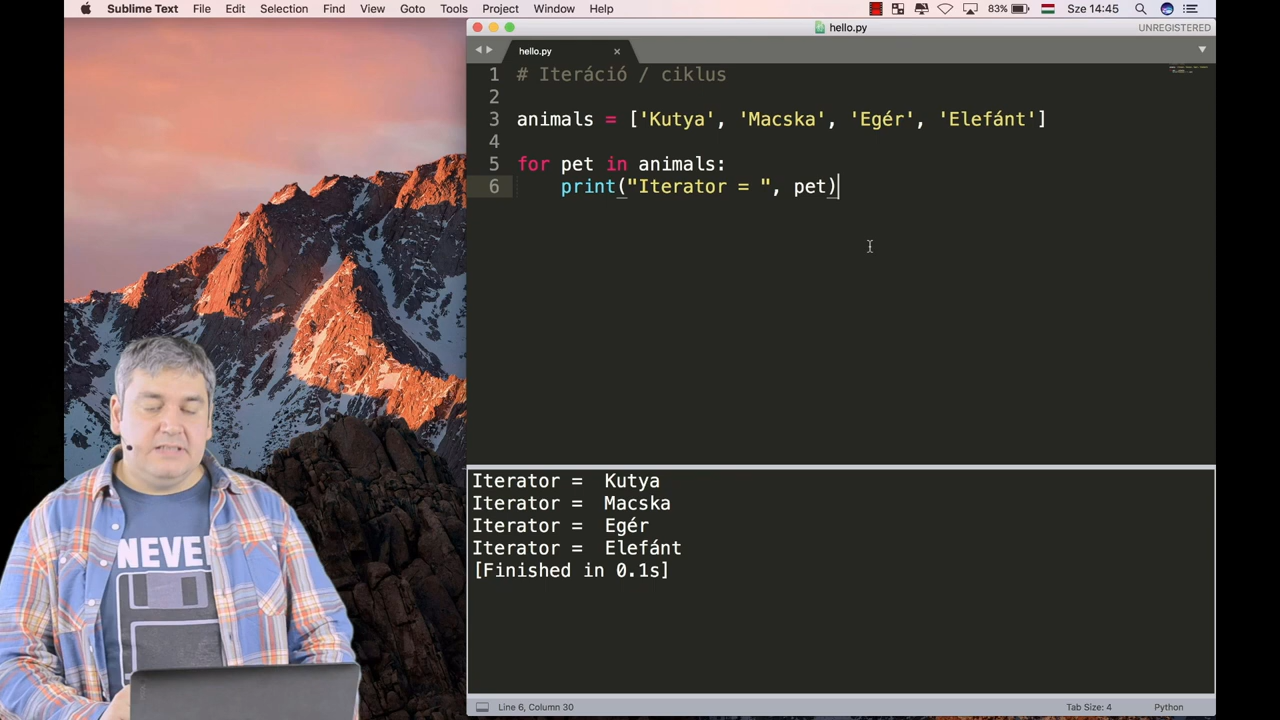 Sublime Text File Edit Selection Find View Goto Tools Project Window Help 83% Sze 14:45
hello.py UNREGISTERED
hello.py
1 # Iteráció / ciklus
2
3 animals = ['Kutya', 'Macska', 'Egér', 'Elefánt']
4
5 for pet in animals:
6 print("Iterator = ", pet)
Iterator =  Kutya
Iterator =  Macska
Iterator =  Egér
Iterator =  Elefánt
[Finished in 0.1s]
NEVER
Line 6, Column 30 Tab Size: 4 Python